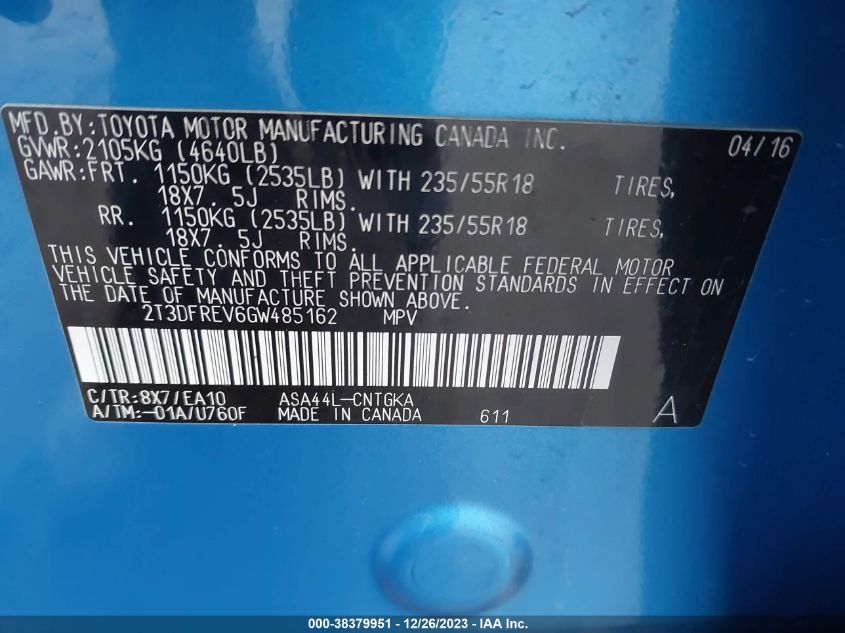 MFD.BY:TOYOTA MOTOR MANUFACTURING CANADA INC. 04/16
GVWR:2105KG (4640LB)
GAWR:FRT. 1150KG (2535LB) WITH 235/55R18 TIRES,
18X7. 5J RIMS.
RR. 1150KG (2535LB) WITH 235/55R18 TIRES,
18X7. 5J RIMS.
THIS VEHICLE CONFORMS TO ALL APPLICABLE FEDERAL MOTOR
VEHICLE SAFETY AND THEFT PREVENTION STANDARDS IN EFFECT ON
THE DATE OF MANUFACTURE SHOWN ABOVE.
2T3DFREV6GW485162 MPV
C/TR:8X7/EA10 ASA44L-CNTGKA
A/TM:-01A/U760F MADE IN CANADA 611 A
000-38379951 - 12/26/2023 - IAA Inc.